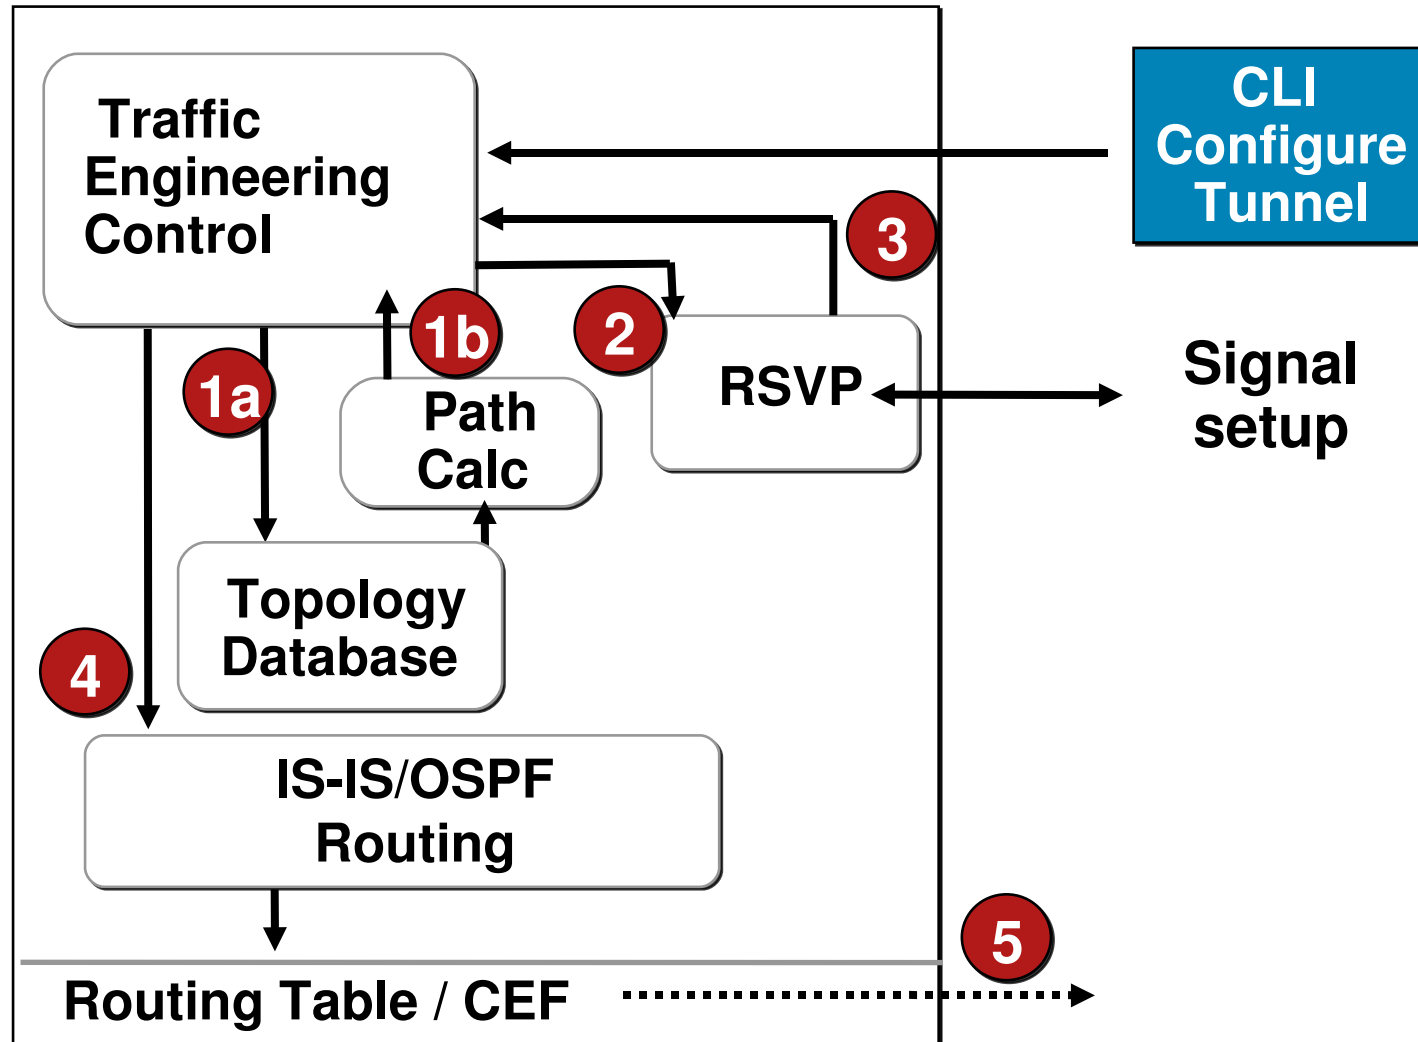 Traffic
Engineering
Control
CLI
Configure
Tunnel
3
1b
2
1a
RSVP
Path
Calc
Signal
setup
Topology
Database
4
IS-IS/OSPF
Routing
5
Routing Table / CEF